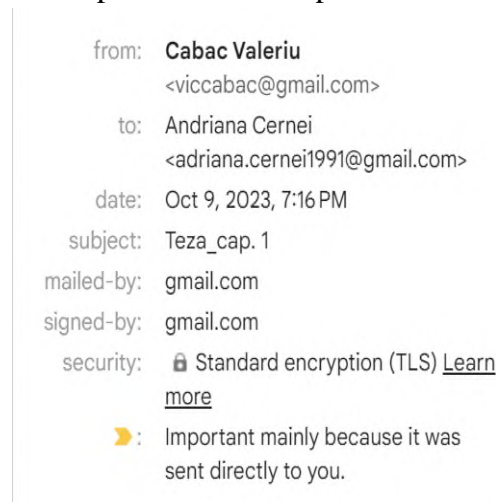 from: Cabac Valeriu
<viccabac@gmail.com>
to: Andriana Cernei
<adriana.cernei1991@gmail.com>
date: Oct 9, 2023, 7:16 PM
subject: Teza_cap. 1
mailed-by: gmail.com
signed-by: gmail.com
security: Standard encryption (TLS) Learn
more
: Important mainly because it was
sent directly to you.